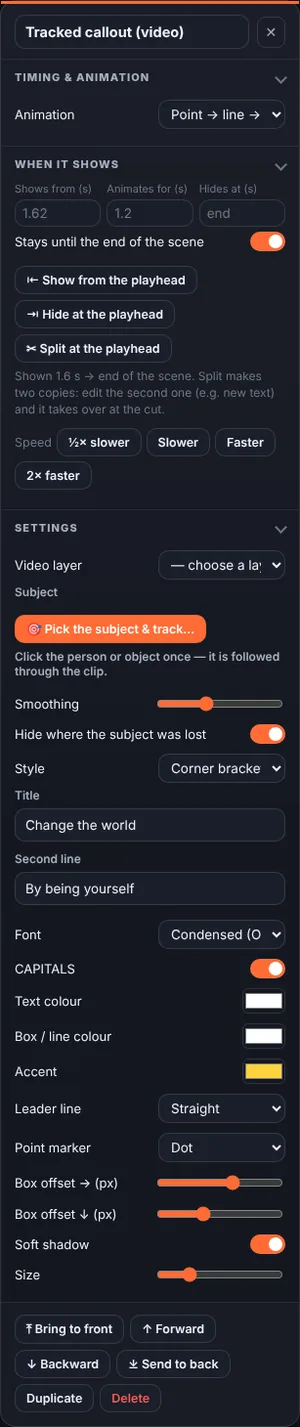 Tracked callout (video)
TIMING & ANIMATION
Animation
Point → line →
WHEN IT SHOWS
Shows from (s) Animates for (s) Hides at (s)
1.62 1.2 end
Stays until the end of the scene
⇤ Show from the playhead
⇥ Hide at the playhead
✂ Split at the playhead
Shown 1.6 s → end of the scene. Split makes
two copies: edit the second one (e.g. new text)
and it takes over at the cut.
Speed ½× slower Slower Faster
2× faster
SETTINGS
Video layer — choose a lay
Subject
🎯 Pick the subject & track…
Click the person or object once — it is followed
through the clip.
Smoothing
Hide where the subject was lost
Style Corner bracke
Title
Change the world
Second line
By being yourself
Font Condensed (O
CAPITALS
Text colour
Box / line colour
Accent
Leader line Straight
Point marker Dot
Box offset → (px)
Box offset ↓ (px)
Soft shadow
Size
⤒ Bring to front ↑ Forward
↓ Backward ⤓ Send to back
Duplicate Delete